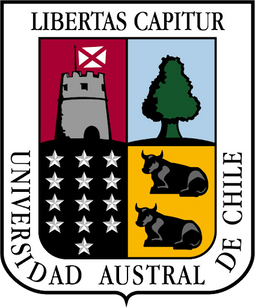 LIBERTAS CAPITUR
UNIVERSIDAD AUSTRAL DE CHILE